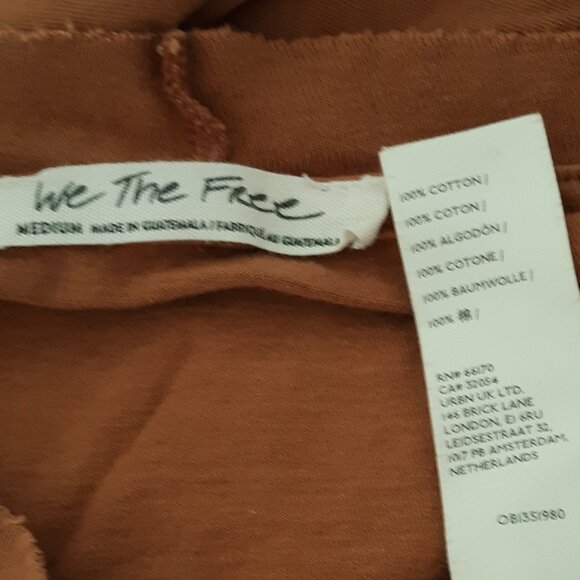 We The Free
MEDIUM MADE IN GUATEMALA / FABRIQUÉ AU GUATEMALA
100% COTTON /
100% COTON /
100% ALGODÓN /
100% COTONE /
100% BAUMWOLLE /
100% 棉 /
RN# 66170
CA# 32054
URBN UK LTD.
146 BRICK LANE
LONDON, E1 6RU
LEIDSESTRAAT 32,
1017 PB AMSTERDAM,
NETHERLANDS
OB1351980